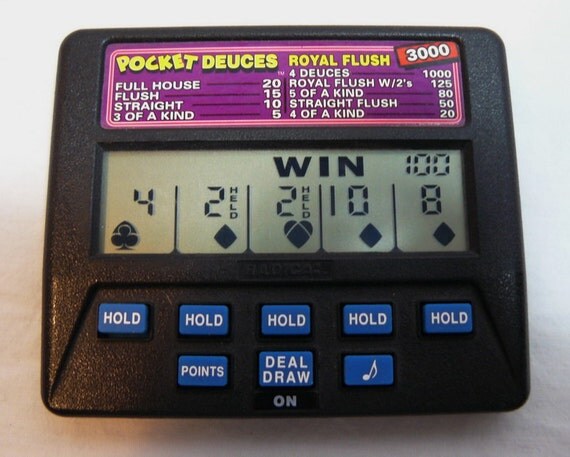 POCKET DEUCES ROYAL FLUSH 3000
FULL HOUSE 20
FLUSH 15
STRAIGHT 10
3 OF A KIND 5
4 DEUCES 1000
ROYAL FLUSH W/2's 125
5 OF A KIND 80
STRAIGHT FLUSH 50
4 OF A KIND 20
WIN 100
4 2 HELD 2 HELD 10 8
RADICA
HOLD HOLD HOLD HOLD HOLD
POINTS DEAL DRAW
ON